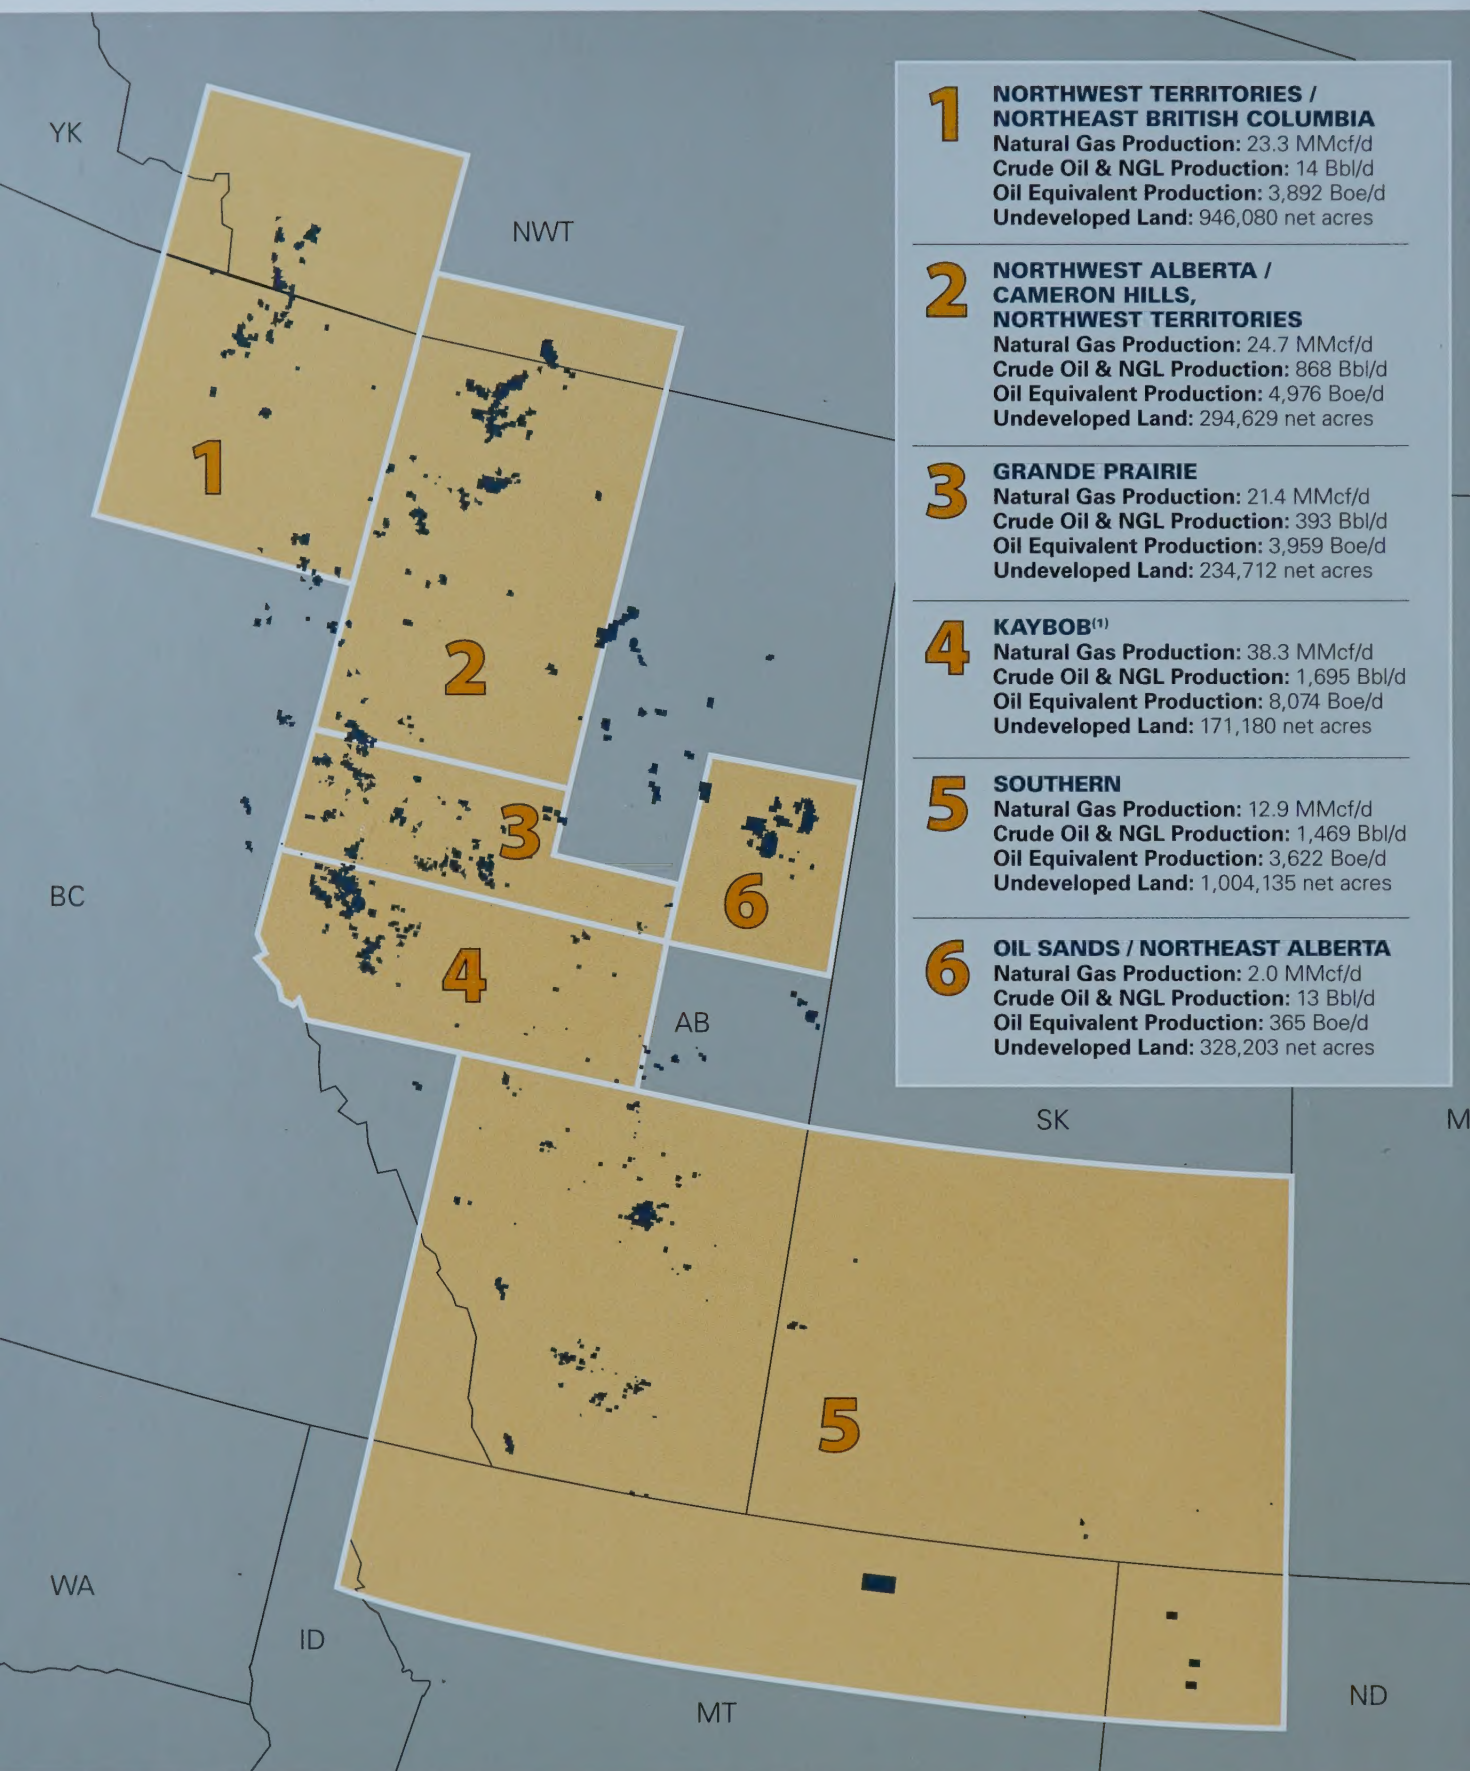 YK
NWT
BC
AB
SK
M
WA
ID
MT
ND
1
2
3
4
5
6
1
NORTHWEST TERRITORIES /
NORTHEAST BRITISH COLUMBIA
Natural Gas Production: 23.3 MMcf/d
Crude Oil & NGL Production: 14 Bbl/d
Oil Equivalent Production: 3,892 Boe/d
Undeveloped Land: 946,080 net acres
2
NORTHWEST ALBERTA /
CAMERON HILLS,
NORTHWEST TERRITORIES
Natural Gas Production: 24.7 MMcf/d
Crude Oil & NGL Production: 868 Bbl/d
Oil Equivalent Production: 4,976 Boe/d
Undeveloped Land: 294,629 net acres
3
GRANDE PRAIRIE
Natural Gas Production: 21.4 MMcf/d
Crude Oil & NGL Production: 393 Bbl/d
Oil Equivalent Production: 3,959 Boe/d
Undeveloped Land: 234,712 net acres
4
KAYBOB(1)
Natural Gas Production: 38.3 MMcf/d
Crude Oil & NGL Production: 1,695 Bbl/d
Oil Equivalent Production: 8,074 Boe/d
Undeveloped Land: 171,180 net acres
5
SOUTHERN
Natural Gas Production: 12.9 MMcf/d
Crude Oil & NGL Production: 1,469 Bbl/d
Oil Equivalent Production: 3,622 Boe/d
Undeveloped Land: 1,004,135 net acres
6
OIL SANDS / NORTHEAST ALBERTA
Natural Gas Production: 2.0 MMcf/d
Crude Oil & NGL Production: 13 Bbl/d
Oil Equivalent Production: 365 Boe/d
Undeveloped Land: 328,203 net acres